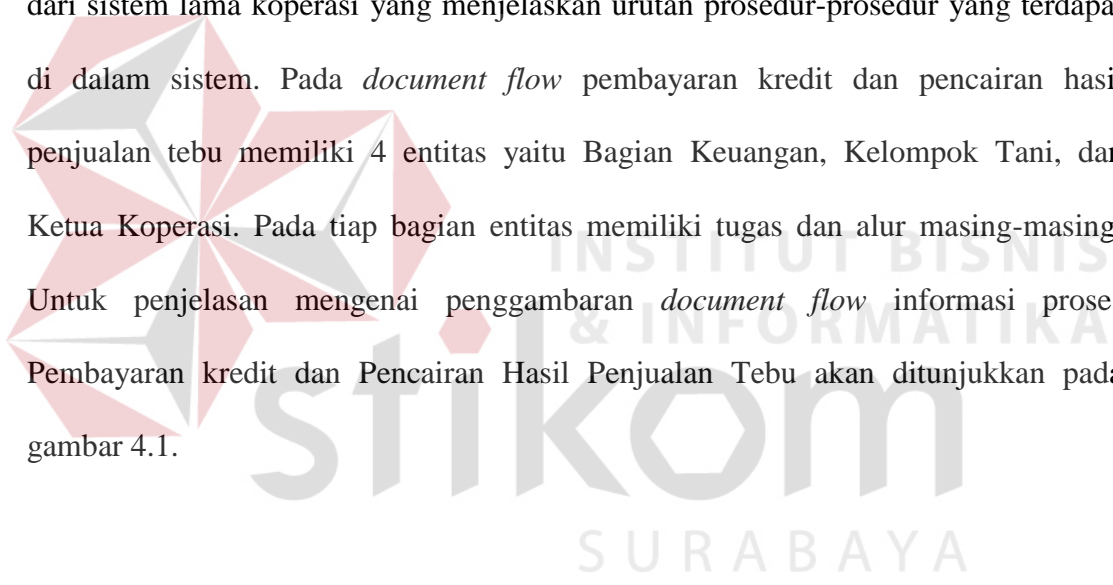 dari sistem lama koperasi yang menjelaskan urutan prosedur-prosedur yang terdapa
di dalam sistem. Pada document flow pembayaran kredit dan pencairan hasi
penjualan tebu memiliki 4 entitas yaitu Bagian Keuangan, Kelompok Tani, dan
Ketua Koperasi. Pada tiap bagian entitas memiliki tugas dan alur masing-masing
Untuk penjelasan mengenai penggambaran document flow informasi prose
Pembayaran kredit dan Pencairan Hasil Penjualan Tebu akan ditunjukkan pada
gambar 4.1.
INSTITUT BISNIS
& INFORMATIKA
stikom
SURABAYA